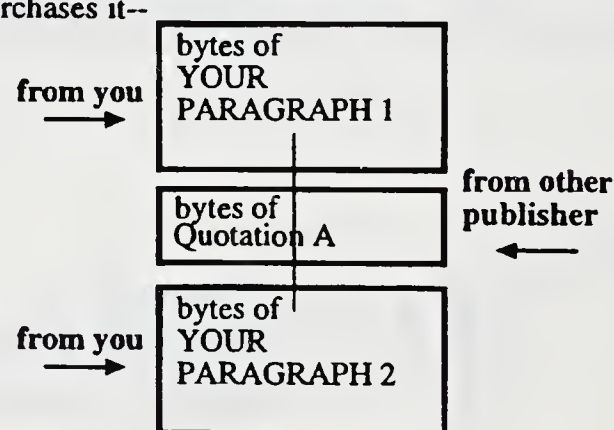 rchases it--
bytes of
YOUR
PARAGRAPH 1
from you
bytes of
Quotation A
from other
publisher
bytes of
YOUR
PARAGRAPH 2
from you